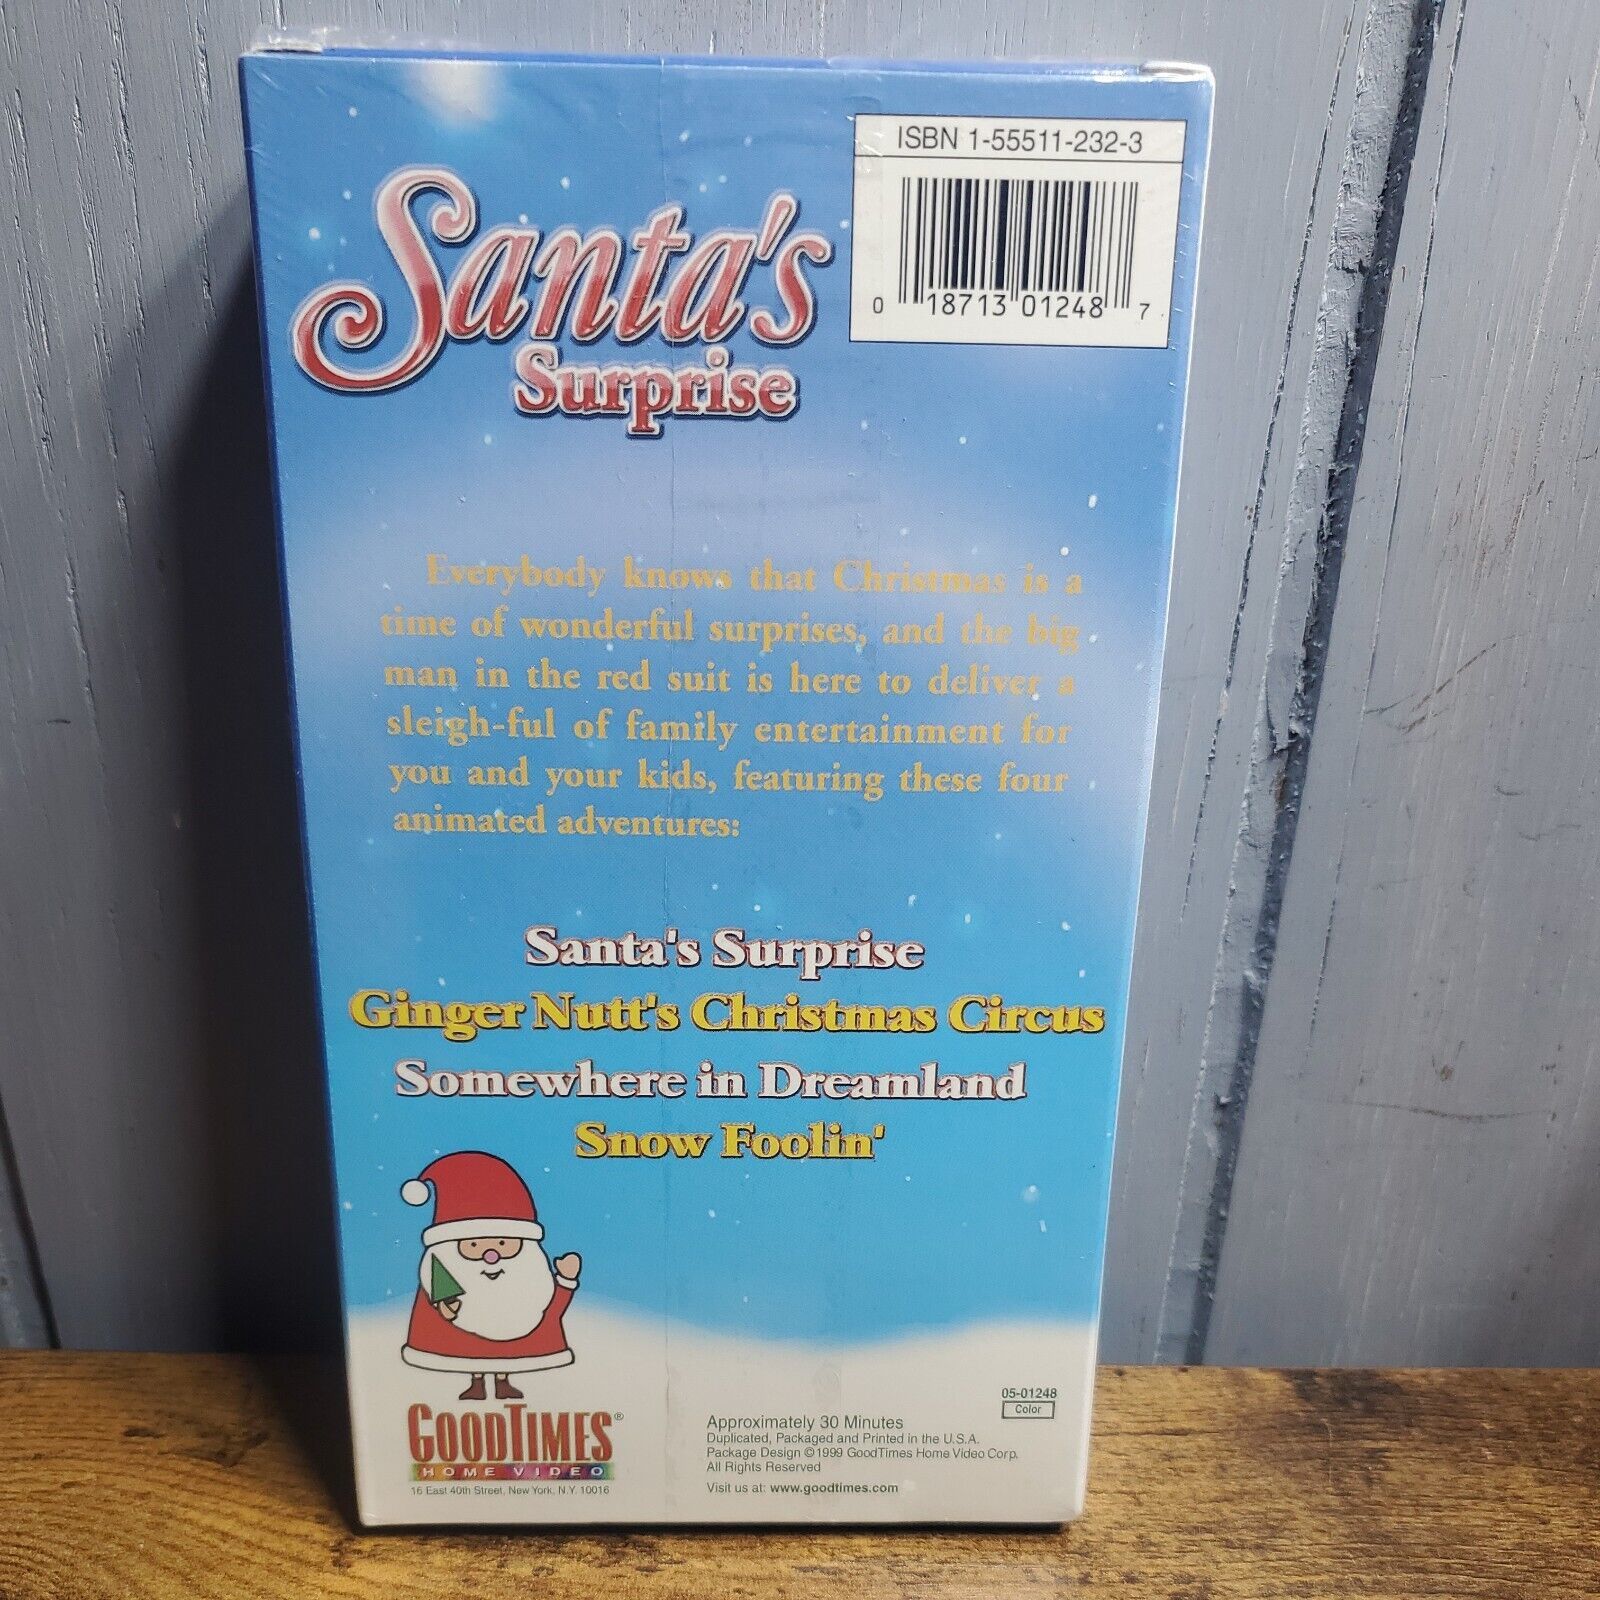 ISBN 1-55511-232-3
0 18713 01248 7
Santa's
Surprise
Everybody knows that Christmas is a
time of wonderful surprises, and the big
man in the red suit is here to deliver a
sleigh-ful of family entertainment for
you and your kids, featuring these four
animated adventures:
Santa's Surprise
Ginger Nutt's Christmas Circus
Somewhere in Dreamland
Snow Foolin'
GOODTIMES®
HOME VIDEO
16 East 40th Street, New York, N.Y. 10016
Approximately 30 Minutes
Duplicated, Packaged and Printed in the U.S.A.
Package Design ©1999 GoodTimes Home Video Corp.
All Rights Reserved
Visit us at: www.goodtimes.com
05-01248
Color